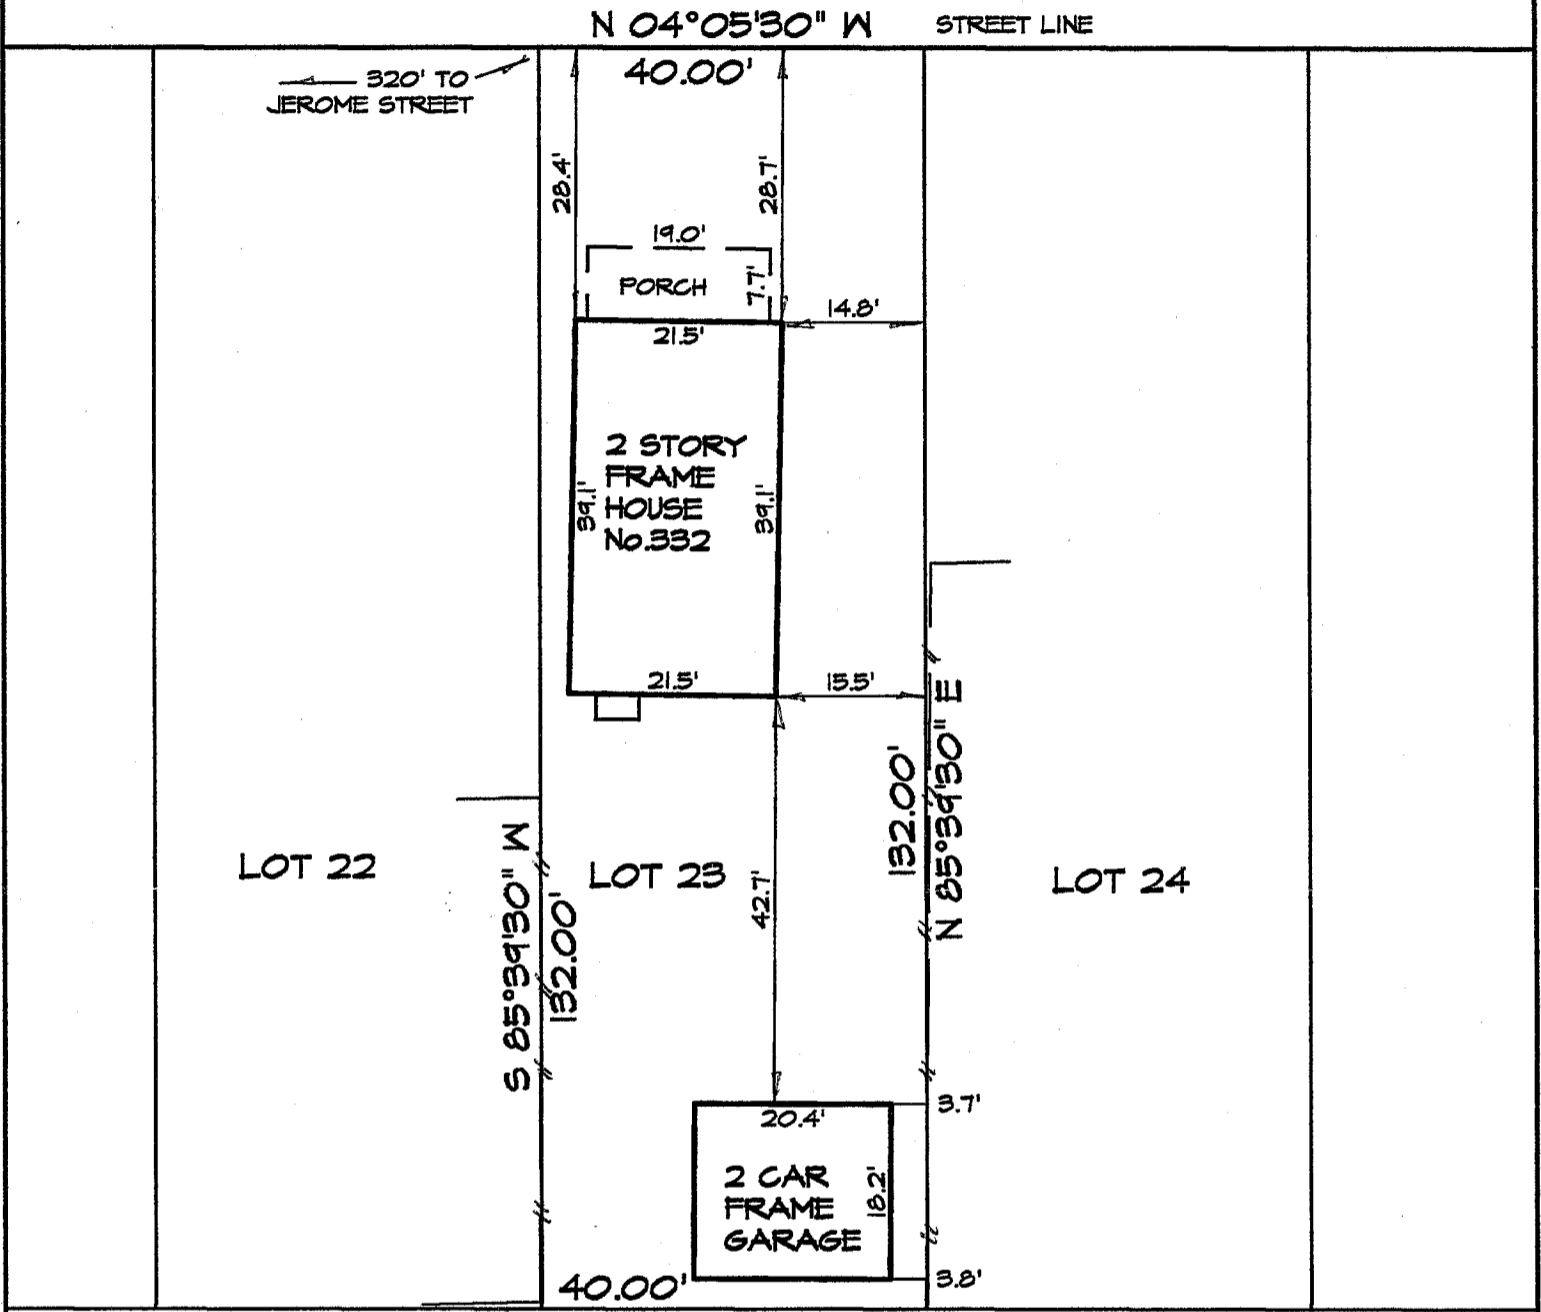 N 04°05'30" W STREET LINE
320' TO
JEROME STREET
40.00'
28.4'
28.7'
19.0'
PORCH
7.7'
14.8'
21.5'
2 STORY
FRAME
HOUSE
No.332
39.1'
39.1'
21.5'
15.5'
132.00'
N 85°39'30" E
LOT 22
S 85°39'30" W
132.00'
LOT 23
42.7'
LOT 24
3.7'
20.4'
2 CAR
FRAME
GARAGE
18.2'
40.00'
3.8'